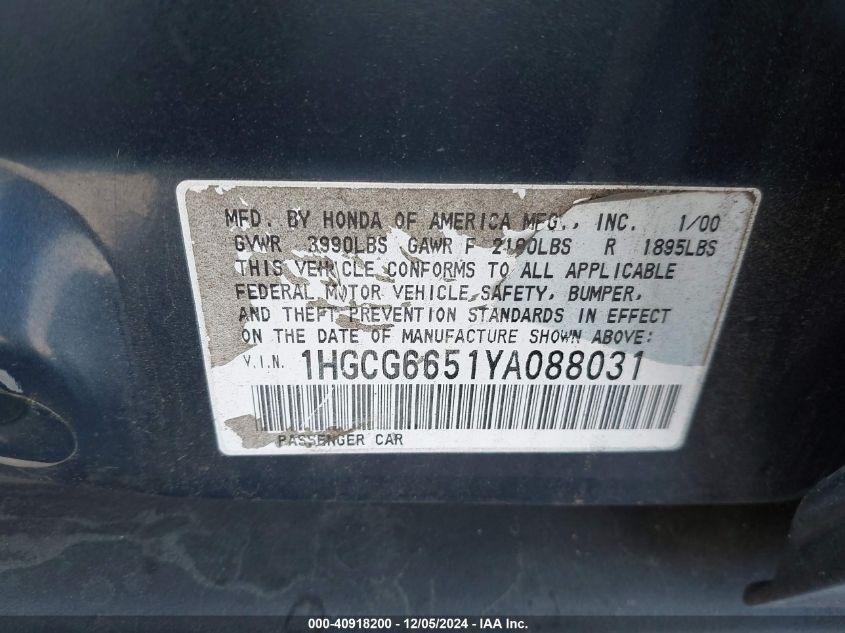 MFD. BY HONDA OF AMERICA MFG., INC. 1/00
GVWR 3990LBS GAWR F 2190LBS R 1895LBS
THIS VEHICLE CONFORMS TO ALL APPLICABLE
FEDERAL MOTOR VEHICLE SAFETY, BUMPER,
AND THEFT PREVENTION STANDARDS IN EFFECT
ON THE DATE OF MANUFACTURE SHOWN ABOVE:
V.I.N. 1HGCG6651YA088031
PASSENGER CAR
000-40918200 - 12/05/2024 - IAA Inc.